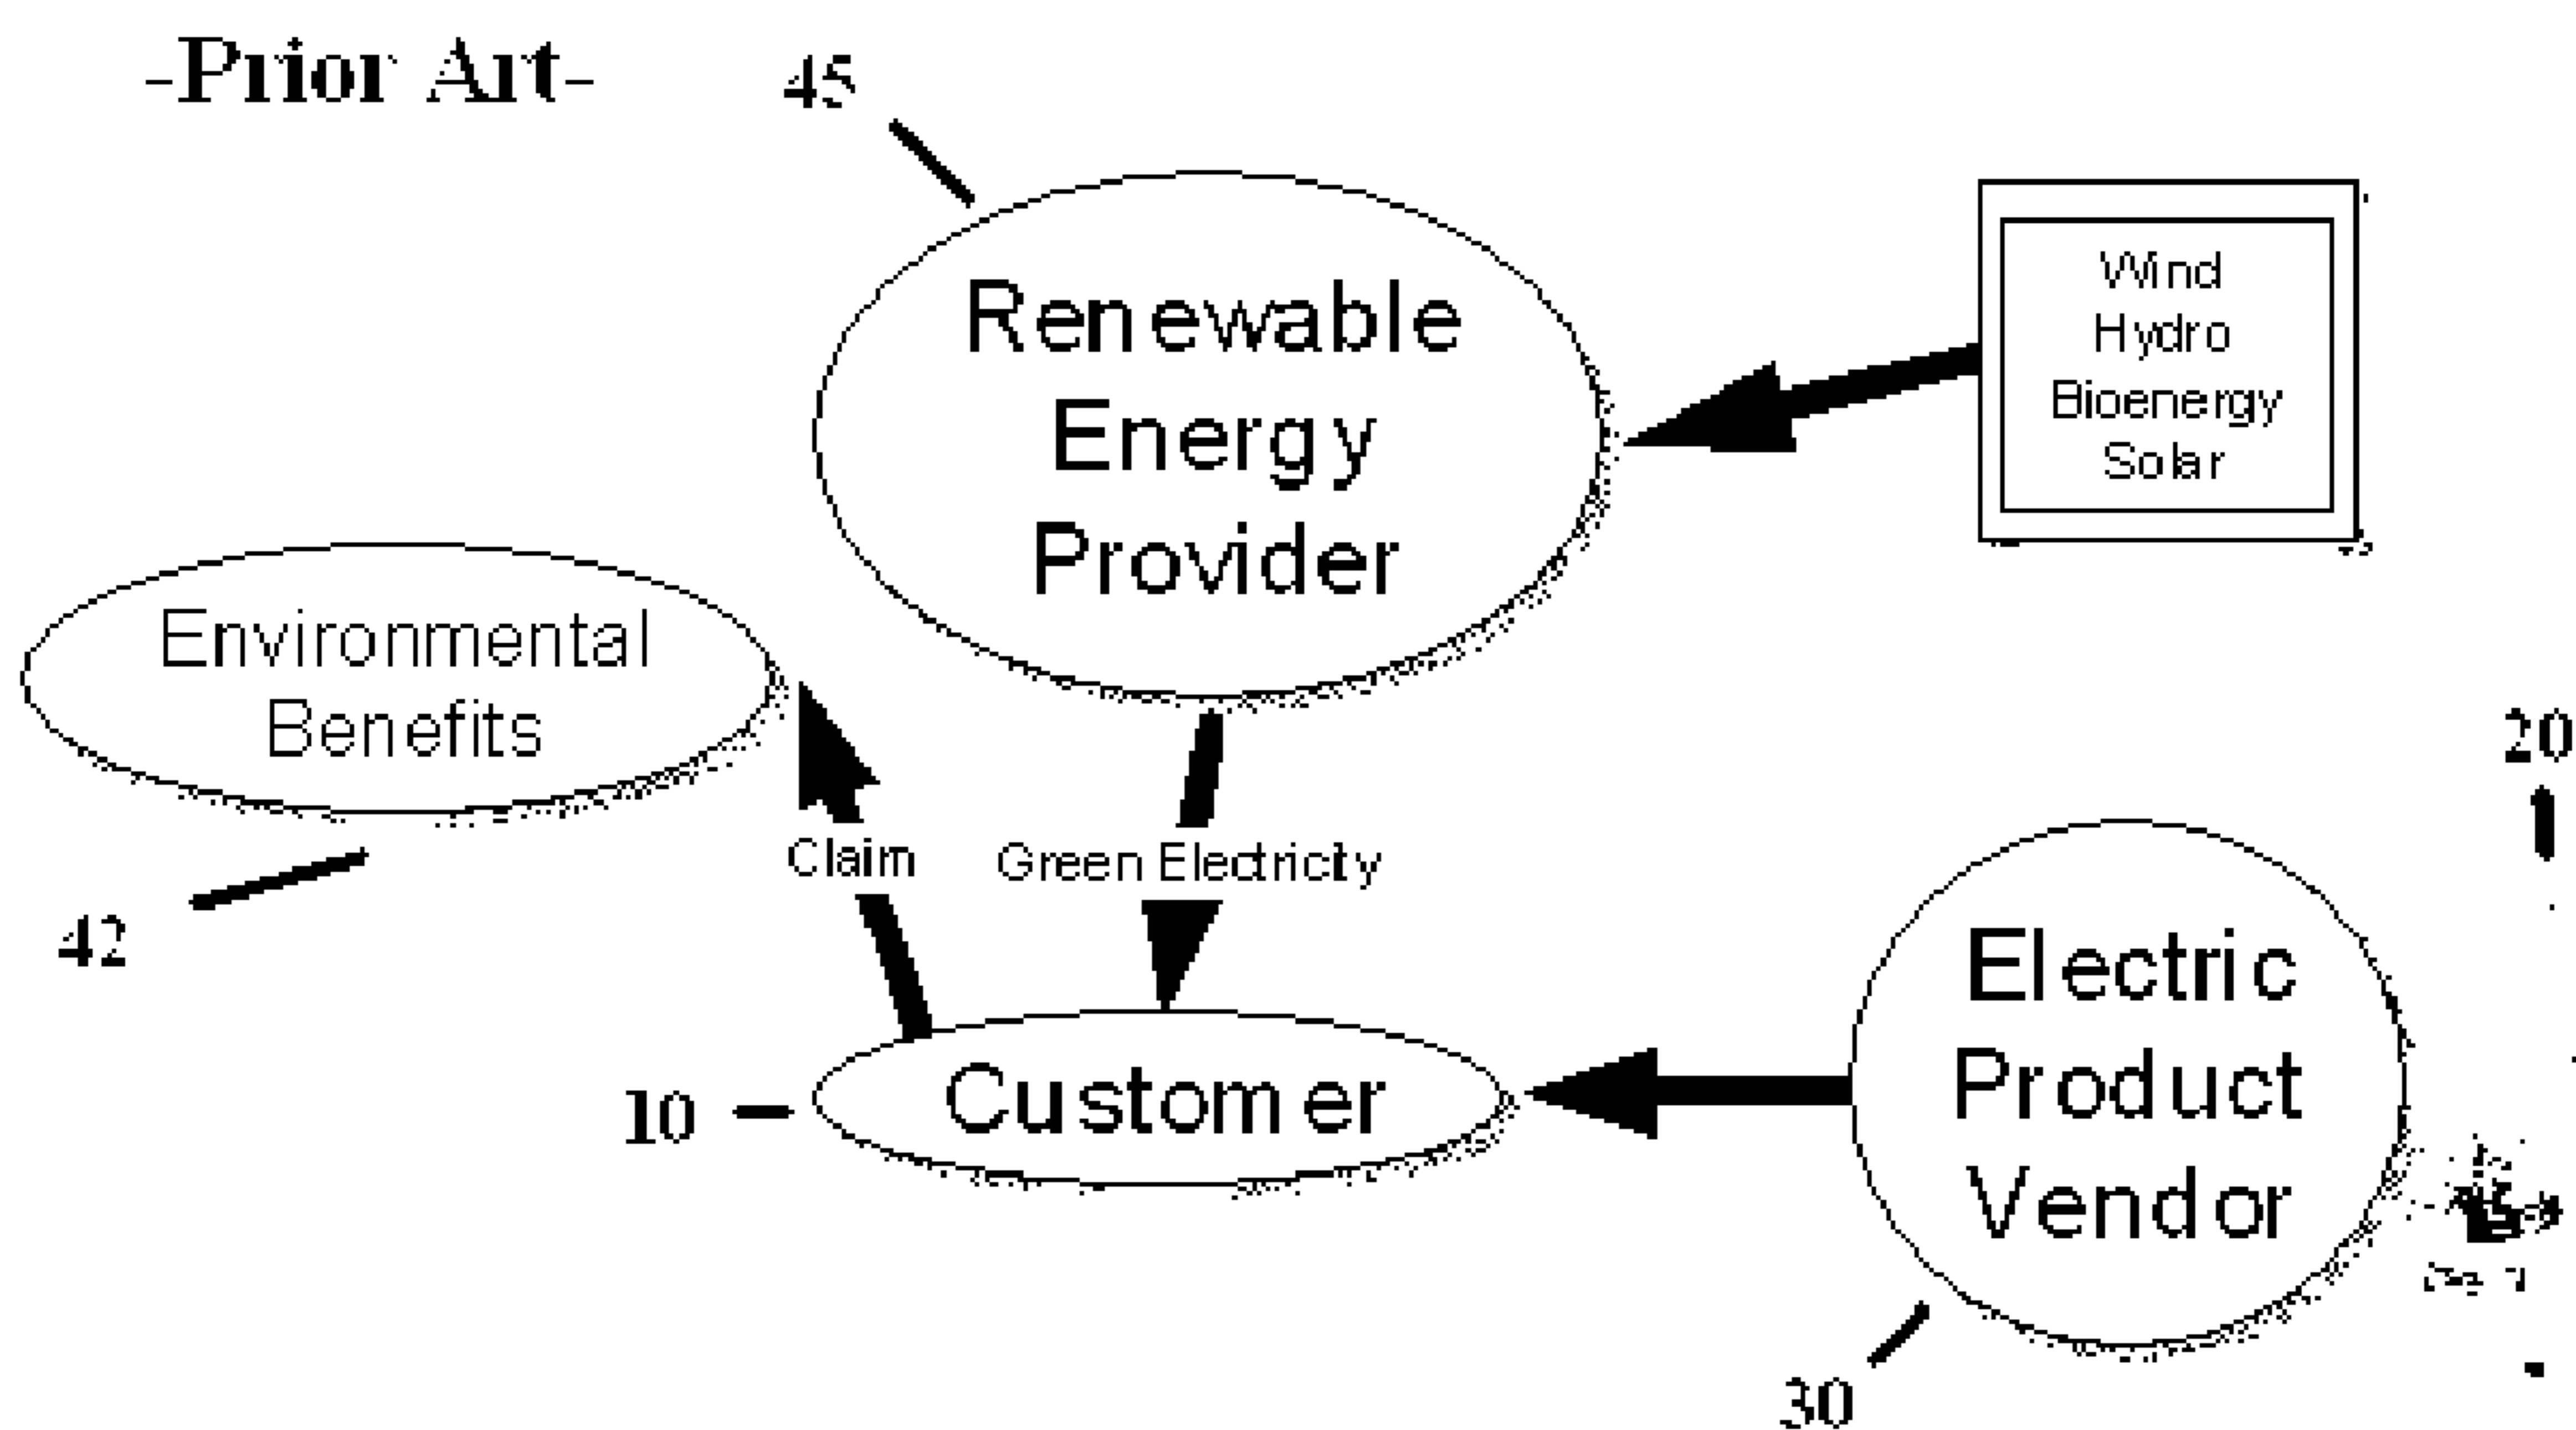 -Prior Art-
45
Renewable
Energy
Provider
Wind
Hydro
Bioenergy
Solar
Environmental
Benefits
42
Claim
Green Electricity
20
Customer
10
Electric
Product
Vendor
30